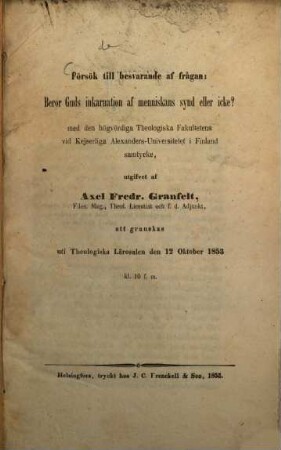 Försök till besvarande af frågan:
Beror Guds inkarnation af menniskans synd eller icke?
med den högvördiga Theologiska Fakultetens
vid Kejserliga Alexanders-Universitetet i Finland
samtycke,
utgifvet af
Axel Fredr. Granfelt,
Filos. Mag., Theol. Licentiat och f. d. Adjunkt,
att granskas
uti Theologiska Lärosalen den 12 Oktober 1853
kl. 10 f. m.
Helsingfors, tryckt hos J. C. Frenckell & Son, 1853.